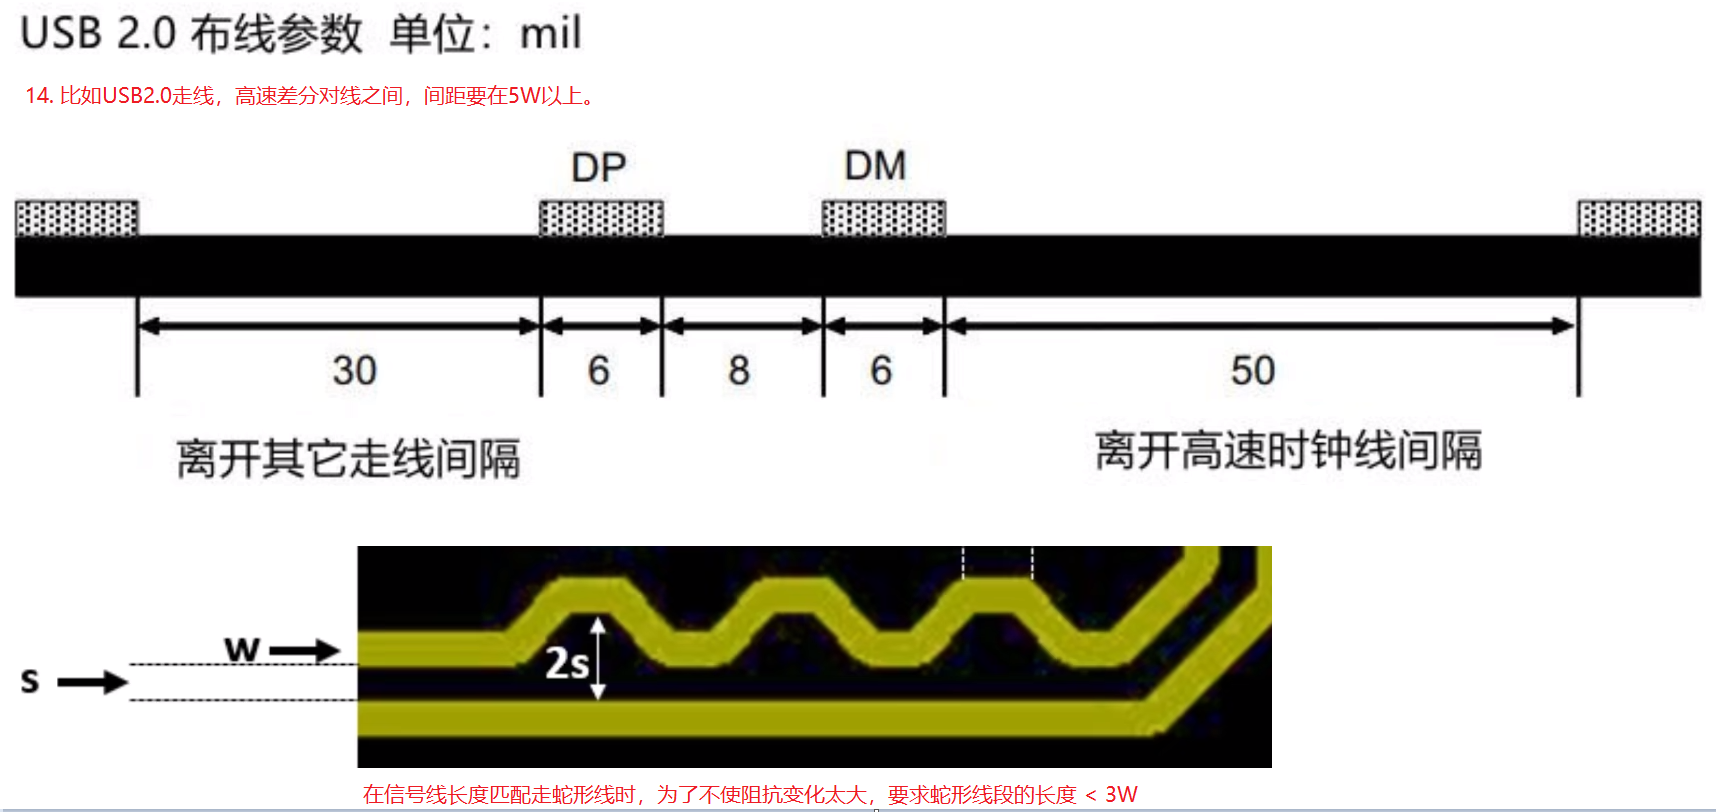 USB 2.0 布线参数 单位：mil
14. 比如USB2.0走线，高速差分对线之间，间距要在5W以上。
DP DM
30 6 8 6 50
离开其它走线间隔 离开高速时钟线间隔
w
2s
s
在信号线长度匹配走蛇形线时，为了不使阻抗变化太大，要求蛇形线段的长度 < 3W